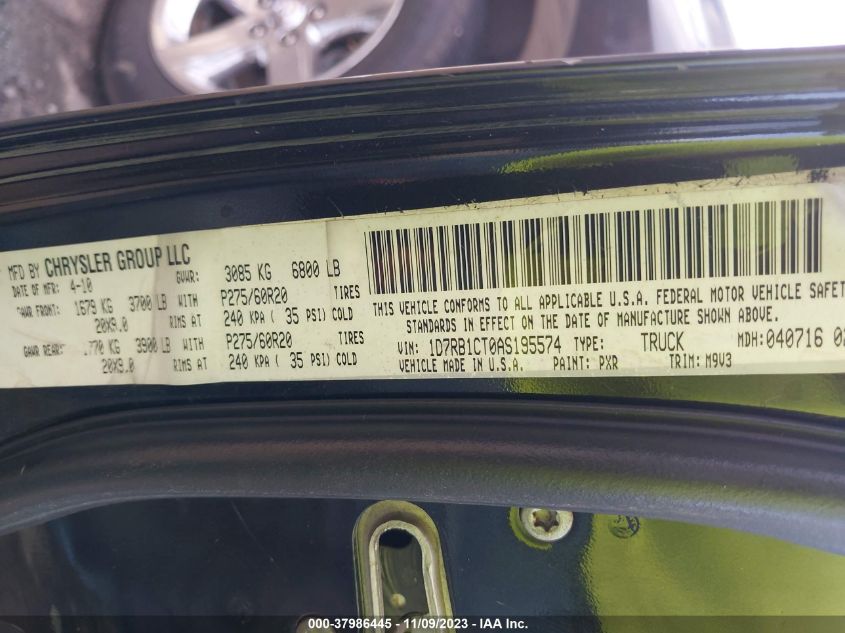 MFD BY CHRYSLER GROUP LLC
DATE OF MFR: 4-10 GVWR: 3085 KG 6800 LB
GAWR FRONT: 1679 KG 3700 LB WITH P275/60R20 TIRES
20X9.0 RIMS AT 240 KPA ( 35 PSI) COLD
GAWR REAR: .770 KG 3900 LB WITH P275/60R20 TIRES
20X9.0 RIMS AT 240 KPA ( 35 PSI) COLD
THIS VEHICLE CONFORMS TO ALL APPLICABLE U.S.A. FEDERAL MOTOR VEHICLE SAFET
STANDARDS IN EFFECT ON THE DATE OF MANUFACTURE SHOWN ABOVE.
VIN: 1D7RB1CT0AS195574 TYPE: TRUCK MDH:040716 02
VEHICLE MADE IN U.S.A. PAINT: PXR TRIM: M9V3
000-37986445 - 11/09/2023 - IAA Inc.